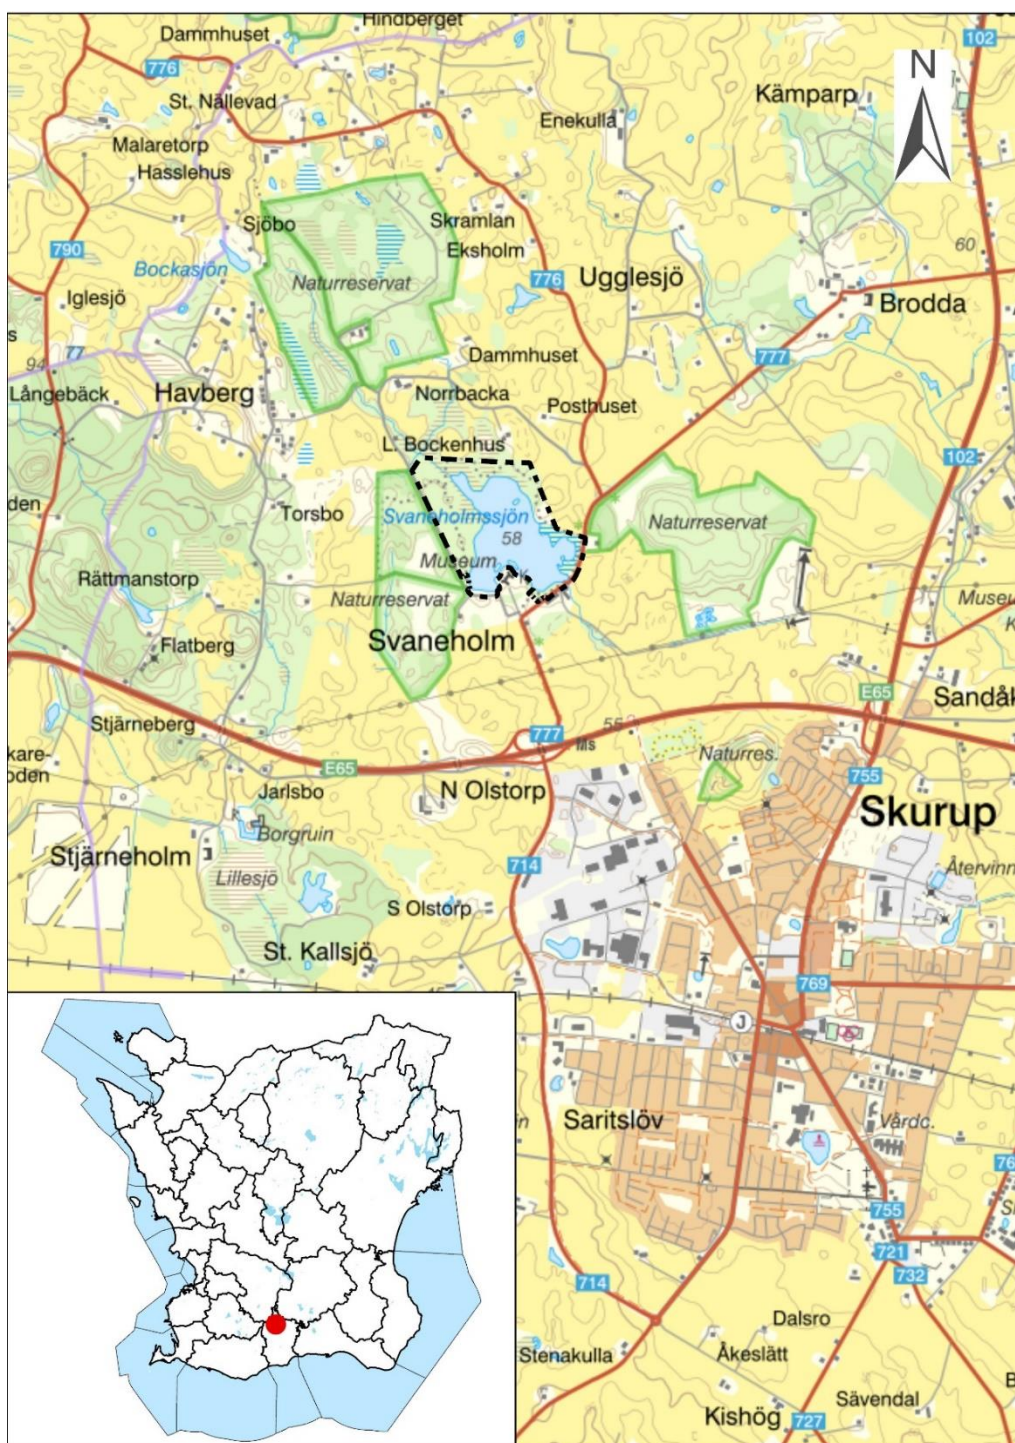 Hindberget
Dammhuset
102
776
N
St. Nällevad
Kämparp
Enekulla
Malaretorp
Hasslehus
Sjöbo
Skramlan
Eksholm
790
60
Bockasjön
Naturreservat
776
Ugglesjö
Iglesjö
Brodda
77
94
Dammhuset
777
Långebäck
Havberg
Norrbacka
Posthuset
L. Bockenhus
102
Torsbo
Svaneholmssjön
Naturreservat
58
Museum
Rättmanstorp
Naturreservat
Svaneholm
Flatberg
E65
Stjärneberg
777
55
Ms
Naturres.
E65
N Olstorp
755
Jarlsbo
Skurup
Borgruin
Stjärneholm
714
Lillesjö
S Olstorp
St. Kallsjö
769
J
Saritslöv
Vårdc.
755
721
714
732
Dalsro
Stenakulla
Åkeslätt
Sävendal
Kishög
727